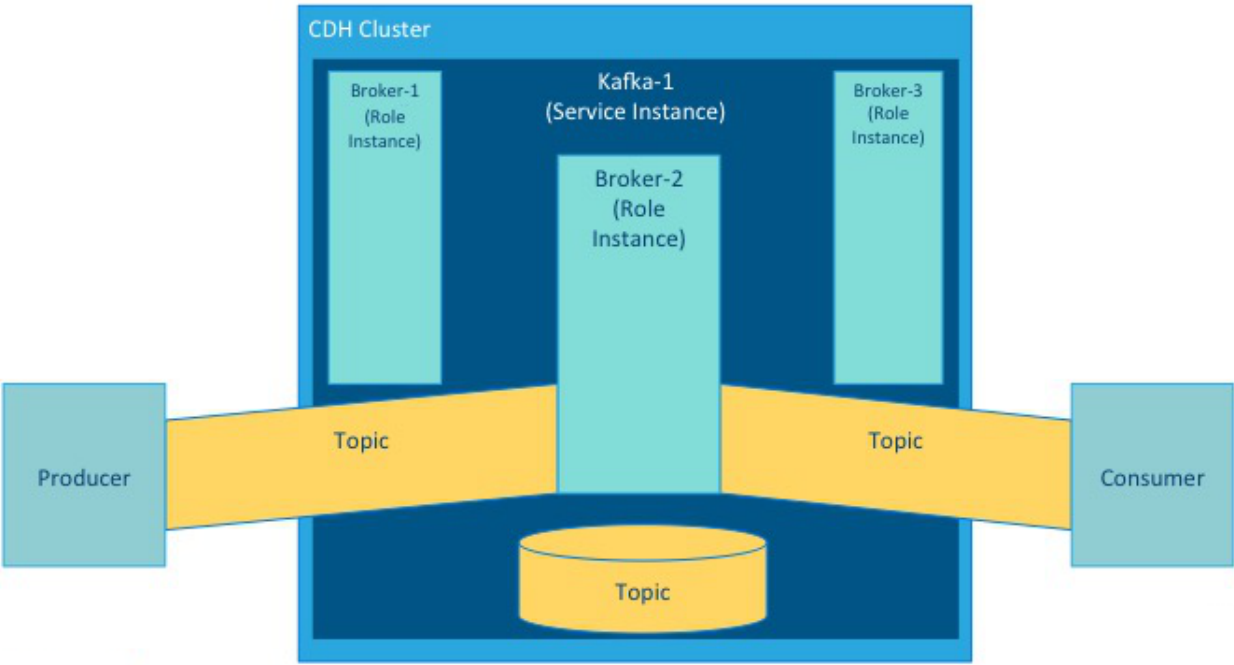 CDH Cluster
Kafka-1
(Service Instance)
Broker-1
(Role
Instance)
Broker-2
(Role
Instance)
Broker-3
(Role
Instance)
Producer
Topic
Topic
Consumer
Topic